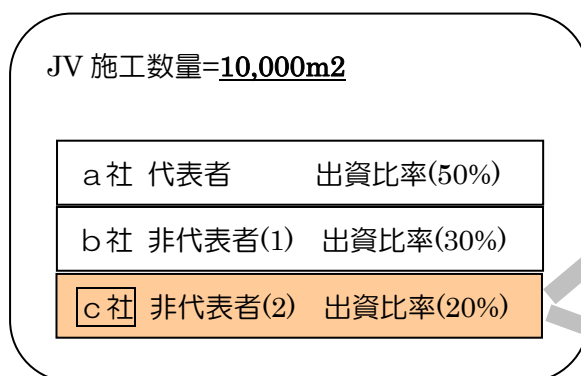 JV 施工数量=10,000m2
a社 代表者 出資比率(50%)
b社 非代表者(1) 出資比率(30%)
c社 非代表者(2) 出資比率(20%)